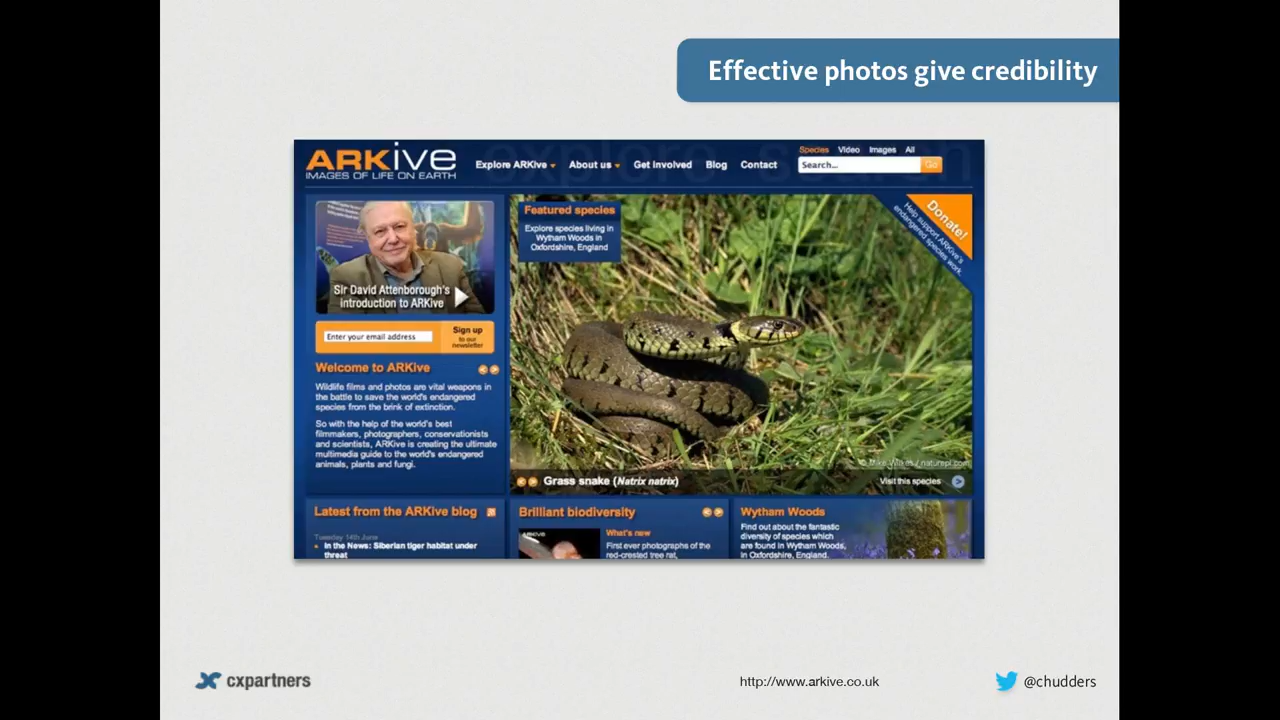 Effective photos give credibility
ARKive
IMAGES OF LIFE ON EARTH
Explore ARKive
About us
Get involved
Blog
Contact
Species Video Images All
Search...
Go
Sir David Attenborough's
introduction to ARKive
Enter your email address
Sign up
to our
newsletter
Welcome to ARKive
Wildlife films and photos are vital weapons in
the battle to save the world's endangered
species from the brink of extinction.
So with the help of the world's best
filmmakers, photographers, conservationists
and scientists, ARKive is creating the ultimate
multimedia guide to the world's endangered
animals, plants and fungi.
Featured species
Explore species living in
Wytham Woods in
Oxfordshire, England
Donate!
Help support ARKive's
endangered species work.
© Mike Wilkes / naturepl.com
Grass snake (Natrix natrix)
Visit this species
Latest from the ARKive blog
Tuesday 14th June
In the News: Siberian tiger habitat under
threat
Brilliant biodiversity
What's new
First ever photographs of the
red-crested tree rat,
Wytham Woods
Find out about the fantastic
diversity of species which
are found in Wytham Woods,
in Oxfordshire, England.
cxpartners
http://www.arkive.co.uk
@chudders